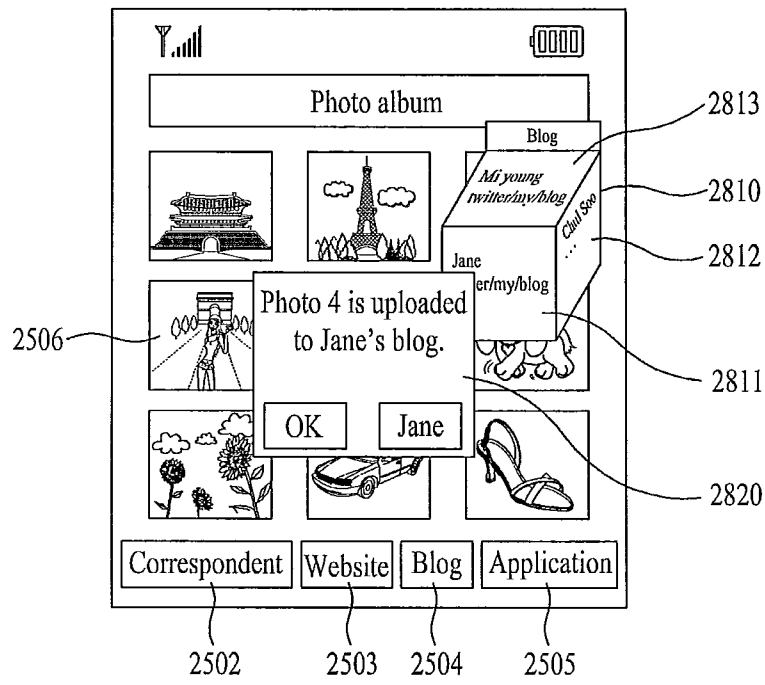 Photo album
2813
Blog
Mi young
twitter/my/blog
2810
Chul Soo
...
2812
Jane
er/my/blog
Photo 4 is uploaded
to Jane's blog.
2506
2811
OK
Jane
2820
Correspondent
Website
Blog
Application
2502
2503
2504
2505